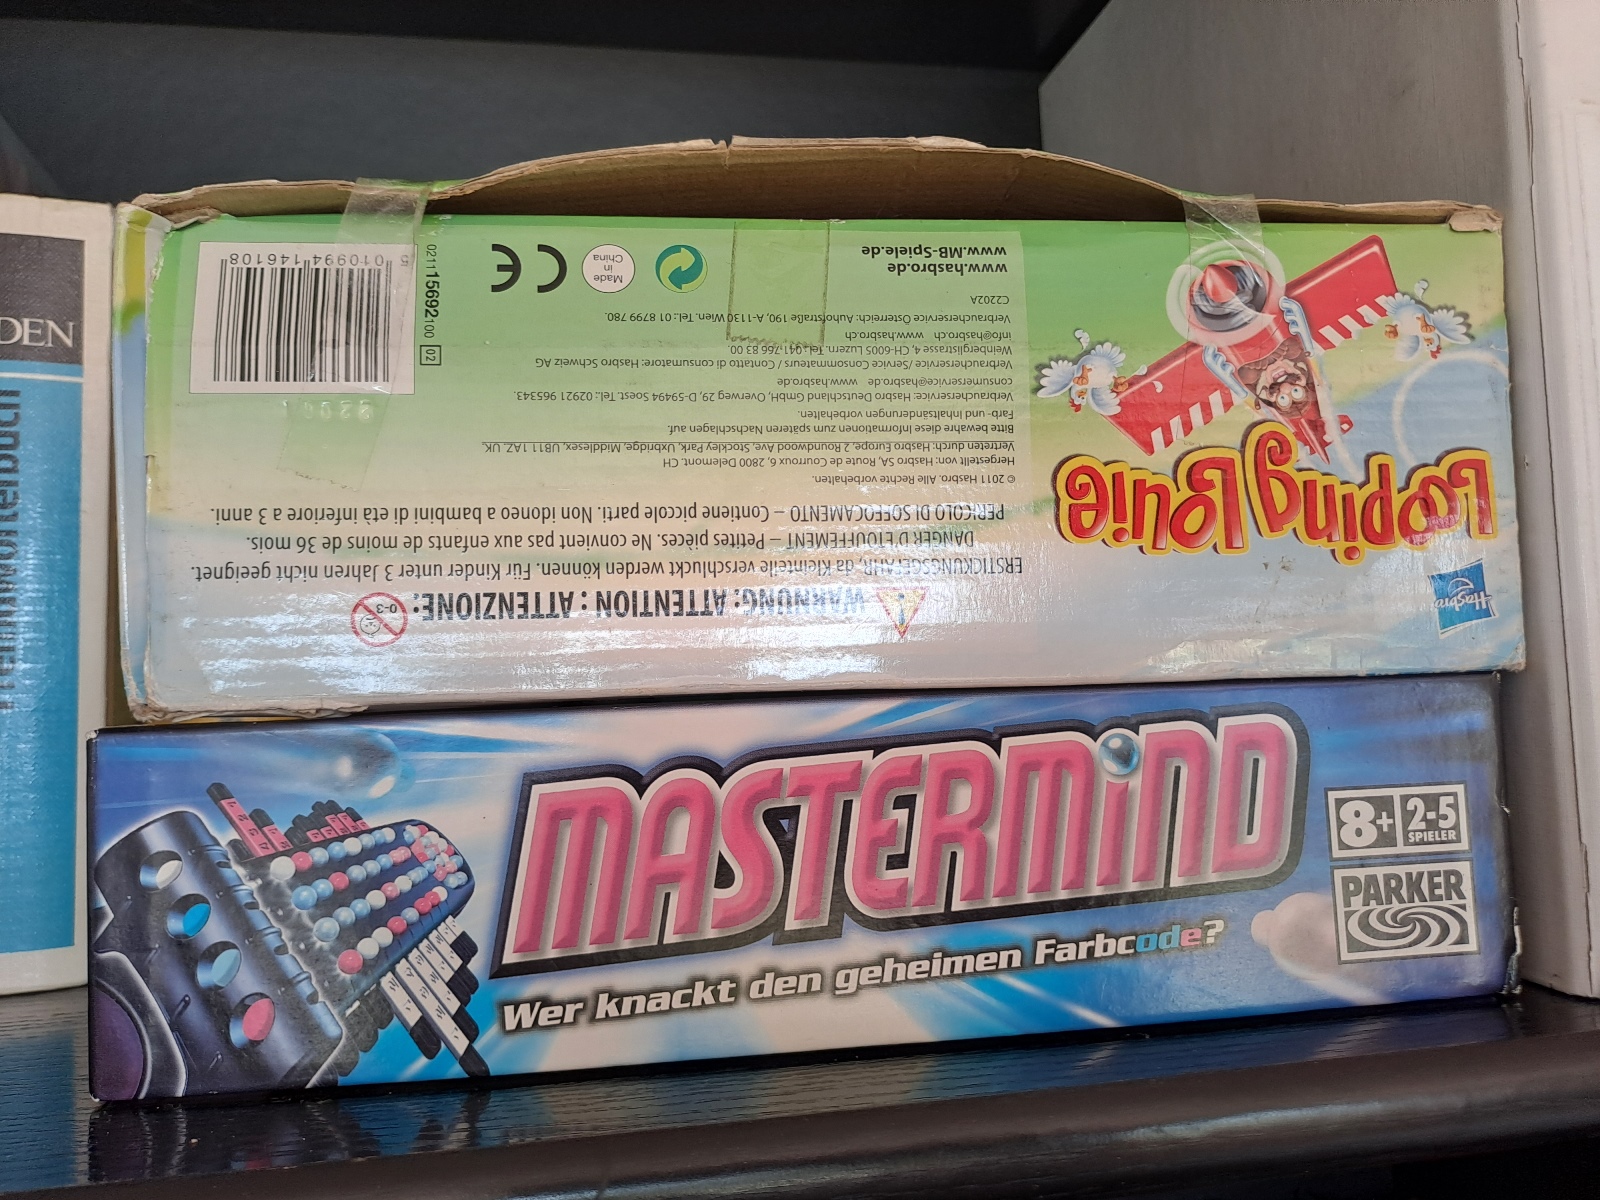 DEN
Hasbro
Looping Louie
0-3
WARNUNG: ATTENTION : ATTENZIONE:
ERSTICKUNGSGEFAHR, da Kleinteile verschluckt werden können. Für Kinder unter 3 Jahren nicht geeignet.
DANGER D'ETOUFFEMENT – Petites pièces. Ne convient pas aux enfants de moins de 36 mois.
PERICOLO DI SOFFOCAMENTO – Contiene piccole parti. Non idoneo a bambini di età inferiore a 3 anni.
© 2011 Hasbro. Alle Rechte vorbehalten.
Hergestellt von: Hasbro SA, Route de Courroux 6, 2800 Delemont CH
Vertreten durch: Hasbro Europe, 2 Roundwood Ave, Stockley Park, Uxbridge, Middlesex, UB11 1AZ, UK.
Bitte bewahre diese Informationen zum späteren Nachschlagen auf.
Farb- und Inhaltsänderungen vorbehalten.
Verbraucherservice: Hasbro Deutschland GmbH, Overweg 29, D-59494 Soest. Tel.: 02921 965343.
consumerservice@hasbro.de www.hasbro.de
Verbraucherservice / Service Consommateurs / Contatto di consumatore: Hasbro Schweiz AG
Weinberglistrasse 4, CH-6005 Luzern. Tel.: 041 766 83 00.
info@hasbro.ch www.hasbro.ch
Verbraucherservice Österreich: Auhofstraße 190, A-1130 Wien. Tel.: 01 8799 780.
C2202A
www.hasbro.de
www.MB-Spiele.de
Made
in
China
CE
021115692100 02
5 010994 146108
MASTERMiND
Wer knackt den geheimen Farbcode?
8+
2-5
SPIELER
PARKER